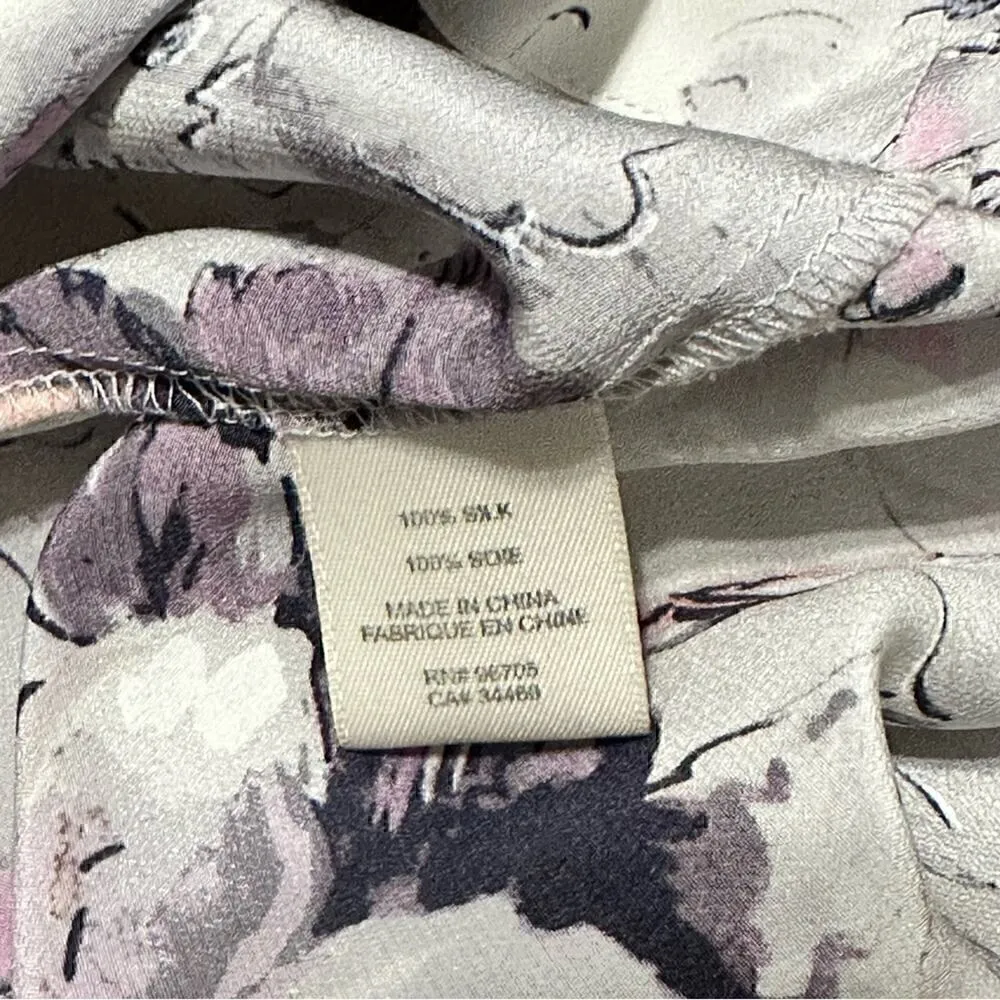 100% SILK
100% SOIE
MADE IN CHINA
FABRIQUE EN CHINE
RN# 96705
CA# 34460